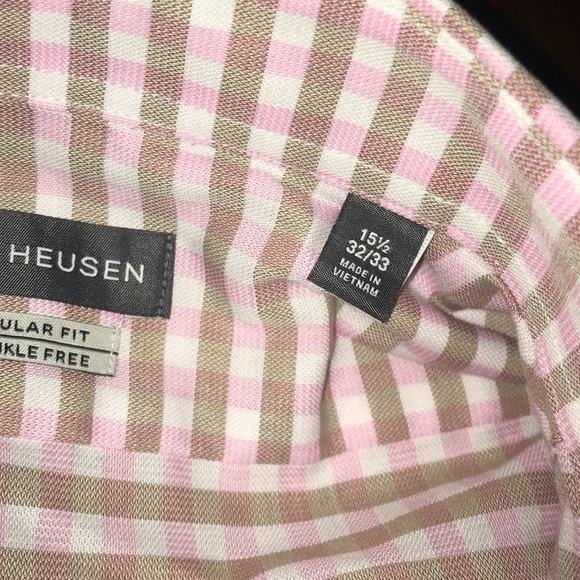 HEUSEN
ULAR FIT
KLE FREE
15½
32/33
MADE IN
VIETNAM